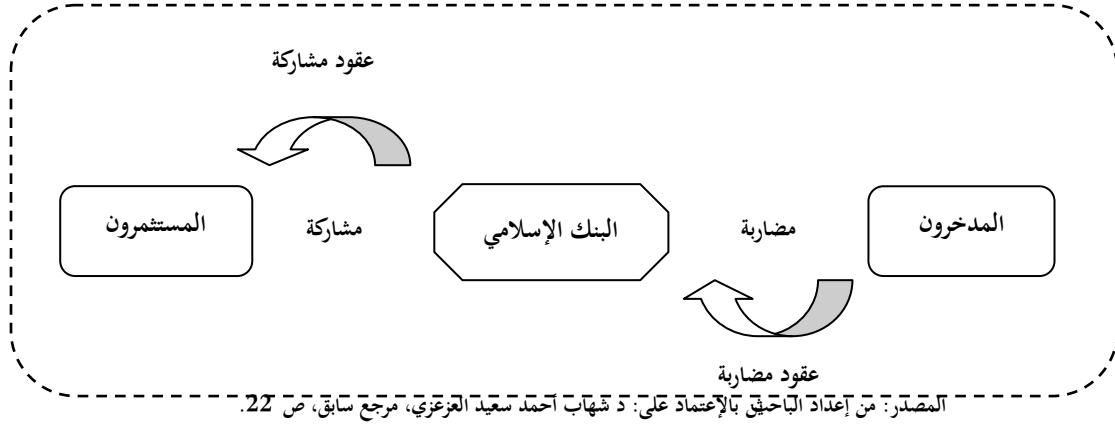 عقود مشاركة
المدخرون
مضاربة
البنك الإسلامي
مشاركة
المستثمرون
عقود مضاربة
المصدر: من إعداد الباحثين بالإعتماد على: د شهاب أحمد سعيد العزعزي، مرجع سابق، ص 22.